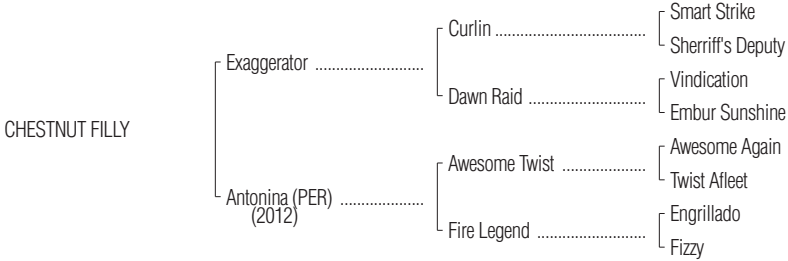 Smart Strike
Curlin ....................................
Sherriff's Deputy
Exaggerator ..........................
Vindication
Dawn Raid ............................
Embur Sunshine
CHESTNUT FILLY
Awesome Again
Awesome Twist ....................
Twist Afleet
Antonina (PER) ....................
(2012)
Engrillado
Fire Legend ..........................
Fizzy